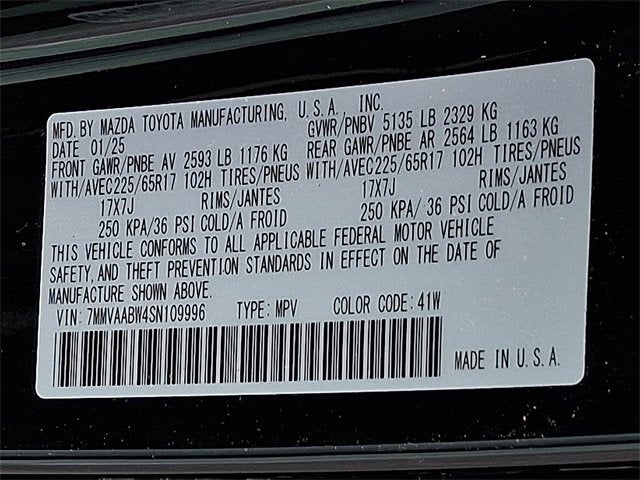 MFD. BY MAZDA TOYOTA MANUFACTURING, U.S.A. INC.
DATE 01/25 GVWR/PNBV 5135 LB 2329 KG
FRONT GAWR/PNBE AV 2593 LB 1176 KG REAR GAWR/PNBE AR 2564 LB 1163 KG
WITH/AVEC225/65R17 102H TIRES/PNEUS WITH/AVEC225/65R17 102H TIRES/PNEUS
17X7J RIMS/JANTES 17X7J RIMS/JANTES
250 KPA/36 PSI COLD/A FROID 250 KPA/ 36 PSI COLD/A FROID
THIS VEHICLE CONFORMS TO ALL APPLICABLE FEDERAL MOTOR VEHICLE
SAFETY, AND THEFT PREVENTION STANDARDS IN EFFECT ON THE DATE OF
MANUFACTURE SHOWN ABOVE.
VIN: 7MMVAABW4SN109996 TYPE: MPV COLOR CODE: 41W
MADE IN U.S.A.